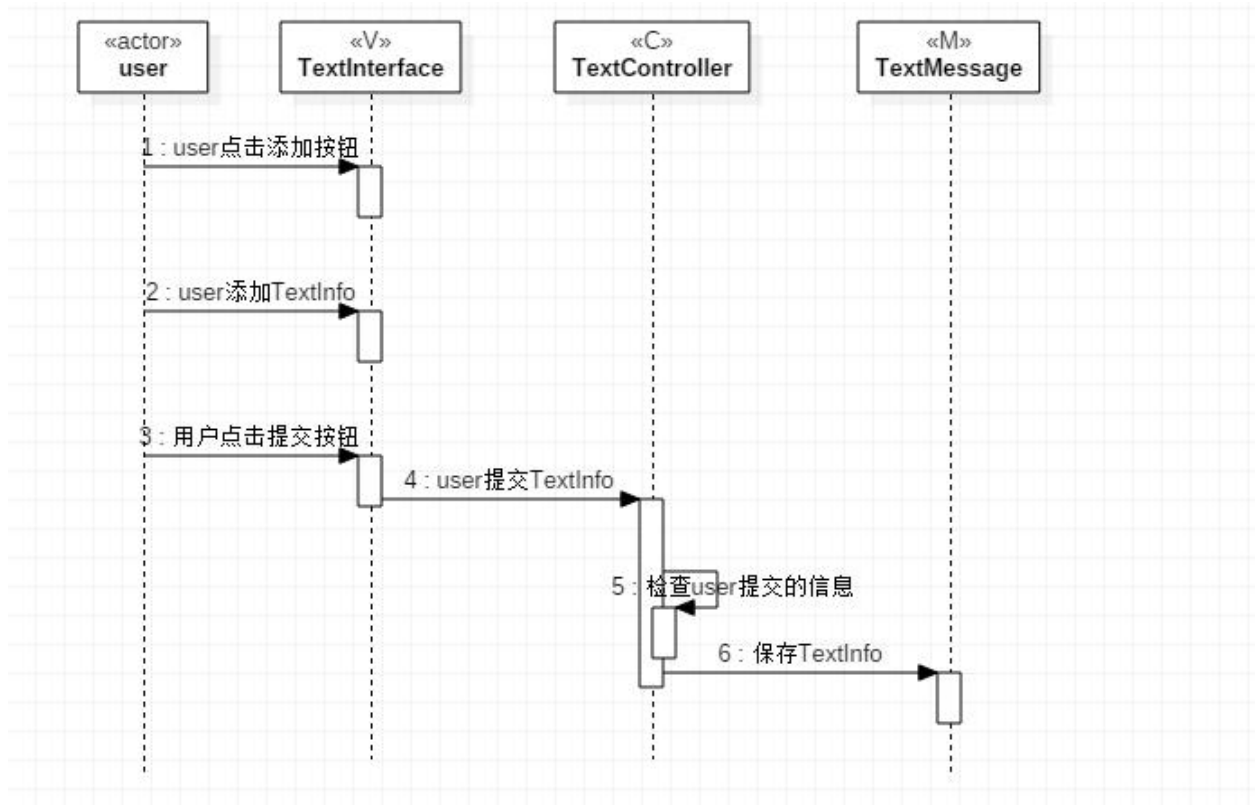 «actor»
user
«V»
TextInterface
«C»
TextController
«M»
TextMessage
1 : user点击添加按钮
2 : user添加TextInfo
3 : 用户点击提交按钮
4 : user提交TextInfo
5 : 检查user提交的信息
6 : 保存TextInfo